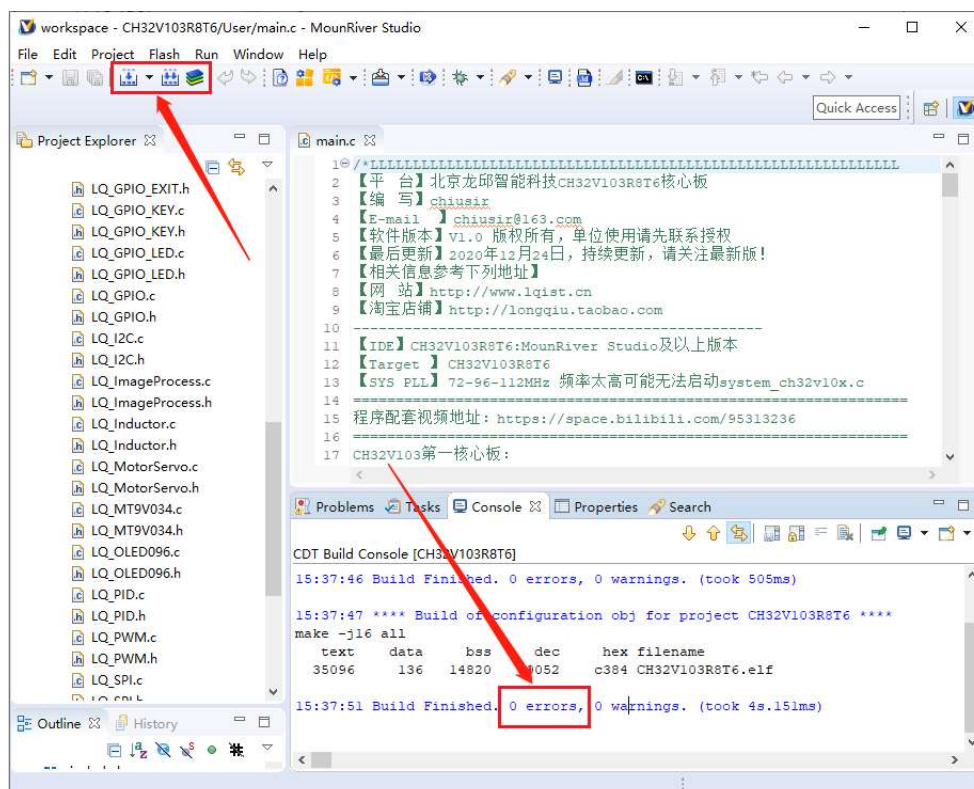 workspace - CH32V103R8T6/User/main.c - MounRiver Studio
File Edit Project Flash Run Window Help
Quick Access
Project Explorer
LQ_GPIO_EXIT.h
LQ_GPIO_KEY.c
LQ_GPIO_KEY.h
LQ_GPIO_LED.c
LQ_GPIO_LED.h
LQ_GPIO.c
LQ_GPIO.h
LQ_I2C.c
LQ_I2C.h
LQ_ImageProcess.c
LQ_ImageProcess.h
LQ_Inductor.c
LQ_Inductor.h
LQ_MotorServo.c
LQ_MotorServo.h
LQ_MT9V034.c
LQ_MT9V034.h
LQ_OLED096.c
LQ_OLED096.h
LQ_PID.c
LQ_PID.h
LQ_PWM.c
LQ_PWM.h
LQ_SPI.c
Outline History
main.c
1 /*LLLLLLLLLLLLLLLLLLLLLLLLLLLLLLLLLLLLLLLLLLLLLLLLLLLLLLLLLLLLLLL
2 【平 台】北京龙邱智能科技CH32V103R8T6核心板
3 【编 写】chiusir
4 【E-mail 】chiusir@163.com
5 【软件版本】V1.0 版权所有，单位使用请先联系授权
6 【最后更新】2020年12月24日，持续更新，请关注最新版！
7 【相关信息参考下列地址】
8 【网 站】http://www.lqist.cn
9 【淘宝店铺】http://longqiu.taobao.com
10 ------------------------------------------------
11 【IDE】CH32V103R8T6:MounRiver Studio及以上版本
12 【Target 】 CH32V103R8T6
13 【SYS PLL】 72-96-112MHz 频率太高可能无法启动system_ch32v10x.c
14 =================================================================
15 程序配套视频地址：https://space.bilibili.com/95313236
16 =================================================================
17 CH32V103第一核心板：
Problems Tasks Console Properties Search
CDT Build Console [CH32V103R8T6]
15:37:46 Build Finished. 0 errors, 0 warnings. (took 505ms)
15:37:47 **** Build of configuration obj for project CH32V103R8T6 ****
make -j16 all
text data bss dec hex filename
35096 136 14820 0052 c384 CH32V103R8T6.elf
15:37:51 Build Finished. 0 errors, 0 warnings. (took 4s.151ms)